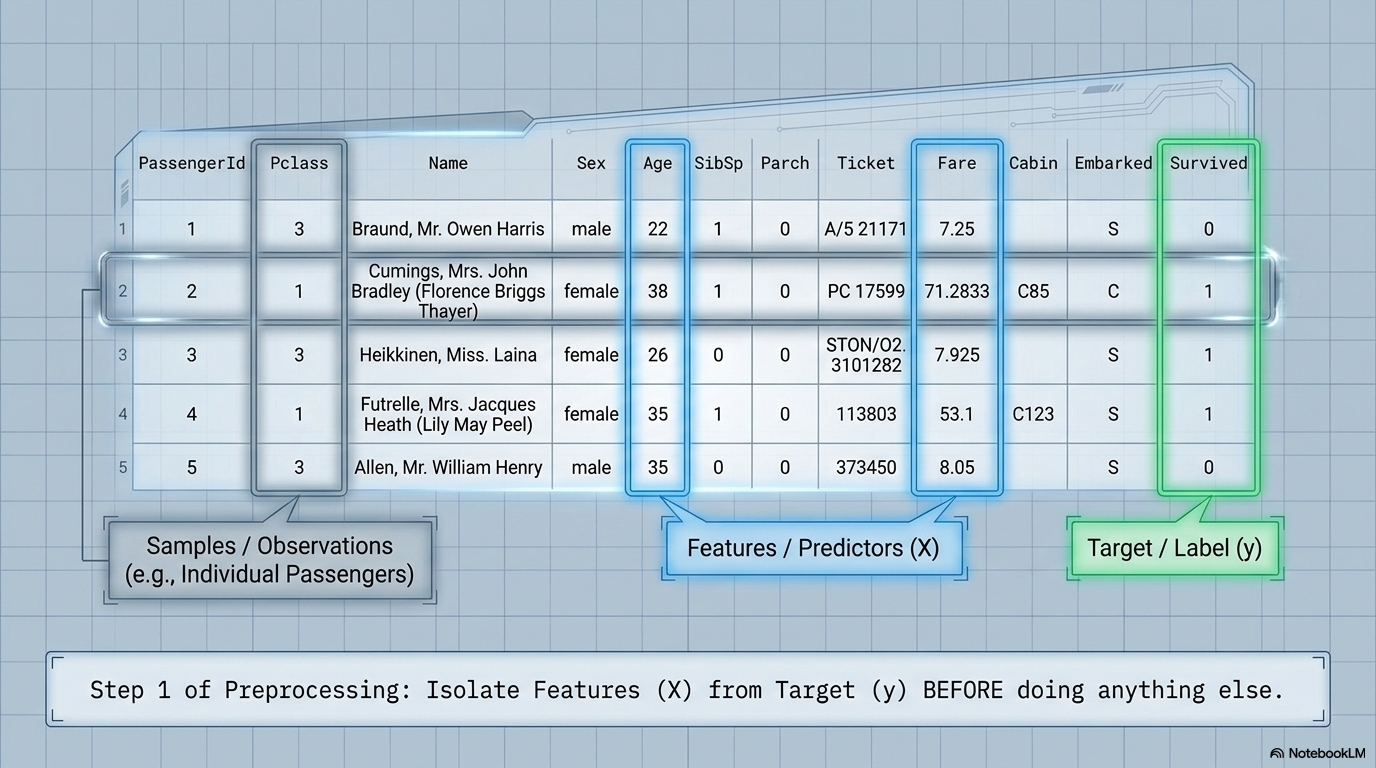 PassengerId Pclass Name Sex Age SibSp Parch Ticket Fare Cabin Embarked Survived
1 1 3 Braund, Mr. Owen Harris male 22 1 0 A/5 21171 7.25 S 0
Cumings, Mrs. John
2 2 1 Bradley (Florence Briggs female 38 1 0 PC 17599 71.2833 C85 C 1
Thayer)
3 3 3 Heikkinen, Miss. Laina female 26 0 0 STON/O2. 7.925 S 1
3101282
4 4 1 Futrelle, Mrs. Jacques female 35 1 0 113803 53.1 C123 S 1
Heath (Lily May Peel)
5 5 3 Allen, Mr. William Henry male 35 0 0 373450 8.05 S 0
Samples / Observations
(e.g., Individual Passengers)
Features / Predictors (X)
Target / Label (y)
Step 1 of Preprocessing: Isolate Features (X) from Target (y) BEFORE doing anything else.
NotebookLM